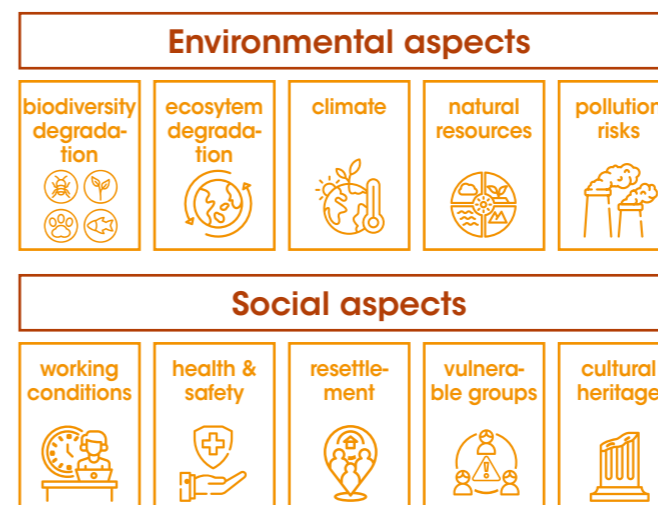 Environmental aspects
biodiversity
degrada-
tion
ecosytem
degrada-
tion
climate
natural
resources
pollution
risks
Social aspects
working
conditions
health &
safety
resettle-
ment
vulnera-
ble groups
cultural
heritage